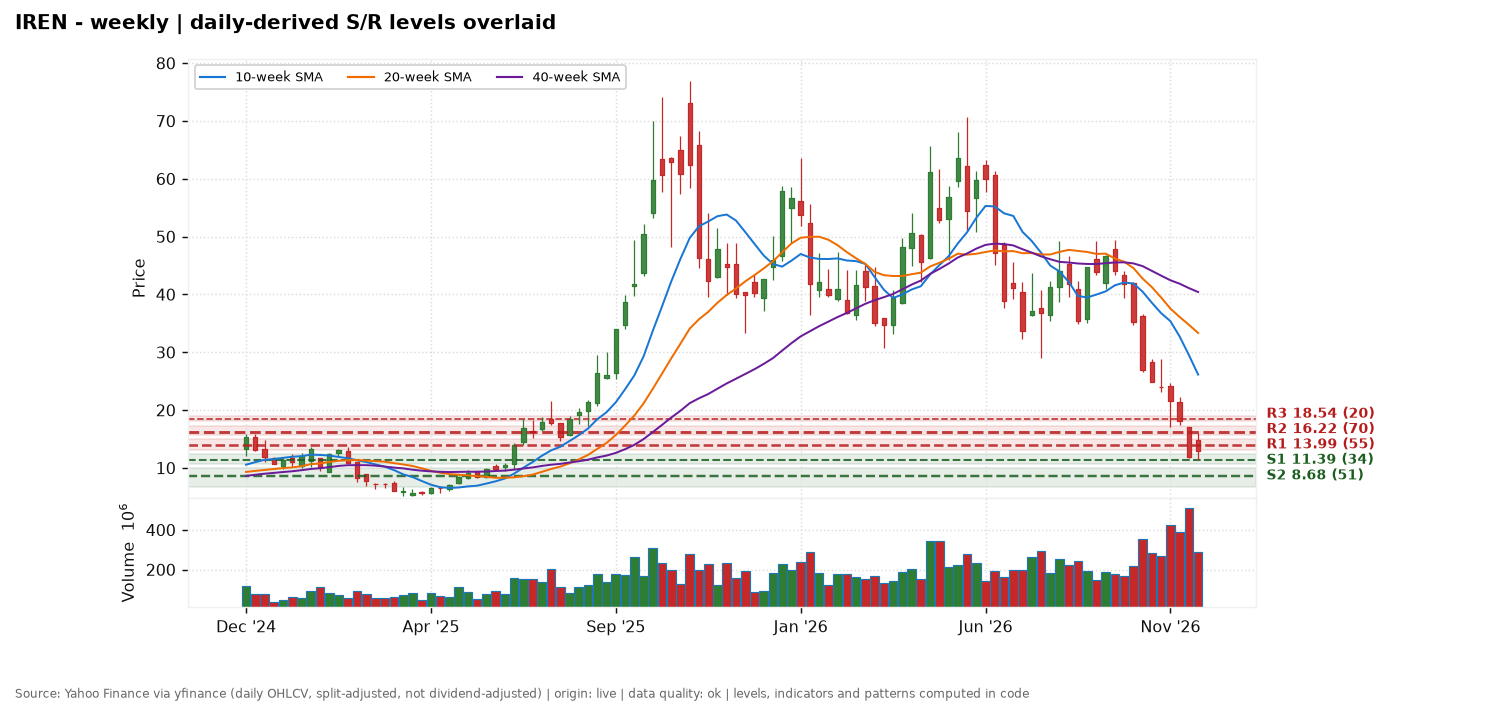 IREN - weekly | daily-derived S/R levels overlaid
10-week SMA
20-week SMA
40-week SMA
Price
80
70
60
50
40
30
20
10
R3 18.54 (20)
R2 16.22 (70)
R1 13.99 (55)
S1 11.39 (34)
S2 8.68 (51)
Volume 10⁶
400
200
Dec '24
Apr '25
Sep '25
Jan '26
Jun '26
Nov '26
Source: Yahoo Finance via yfinance (daily OHLCV, split-adjusted, not dividend-adjusted) | origin: live | data quality: ok | levels, indicators and patterns computed in code